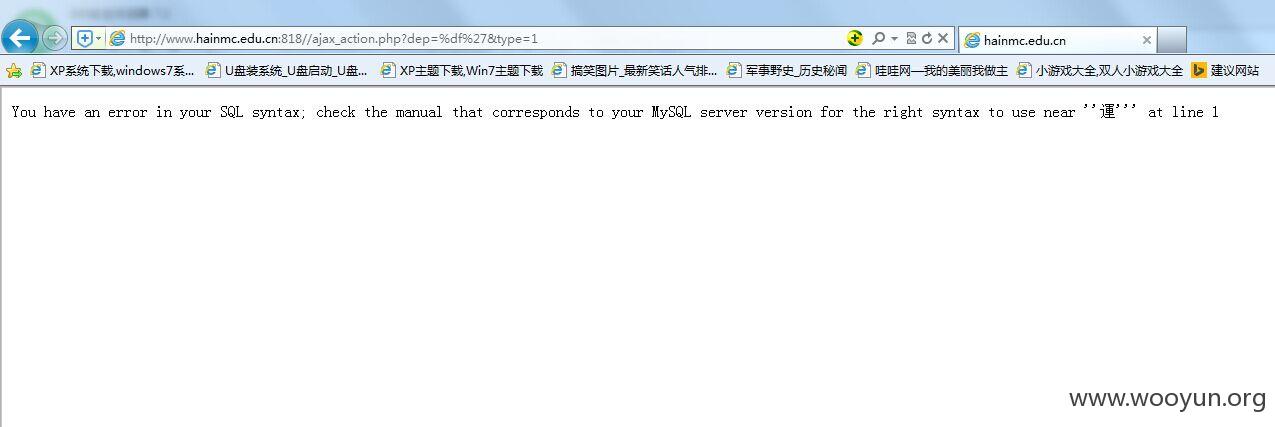 http://www.hainmc.edu.cn:818//ajax_action.php?dep=%df%27&type=1
hainmc.edu.cn
XP系统下载,windows7系... U盘装系统_U盘启动_U盘... XP主题下载,Win7主题下载 搞笑图片_最新笑话人气排... 军事野史_历史秘闻 哇哇网—我的美丽我做主 小游戏大全,双人小游戏大全 建议网站
You have an error in your SQL syntax; check the manual that corresponds to your MySQL server version for the right syntax to use near ''運''' at line 1
www.wooyun.org